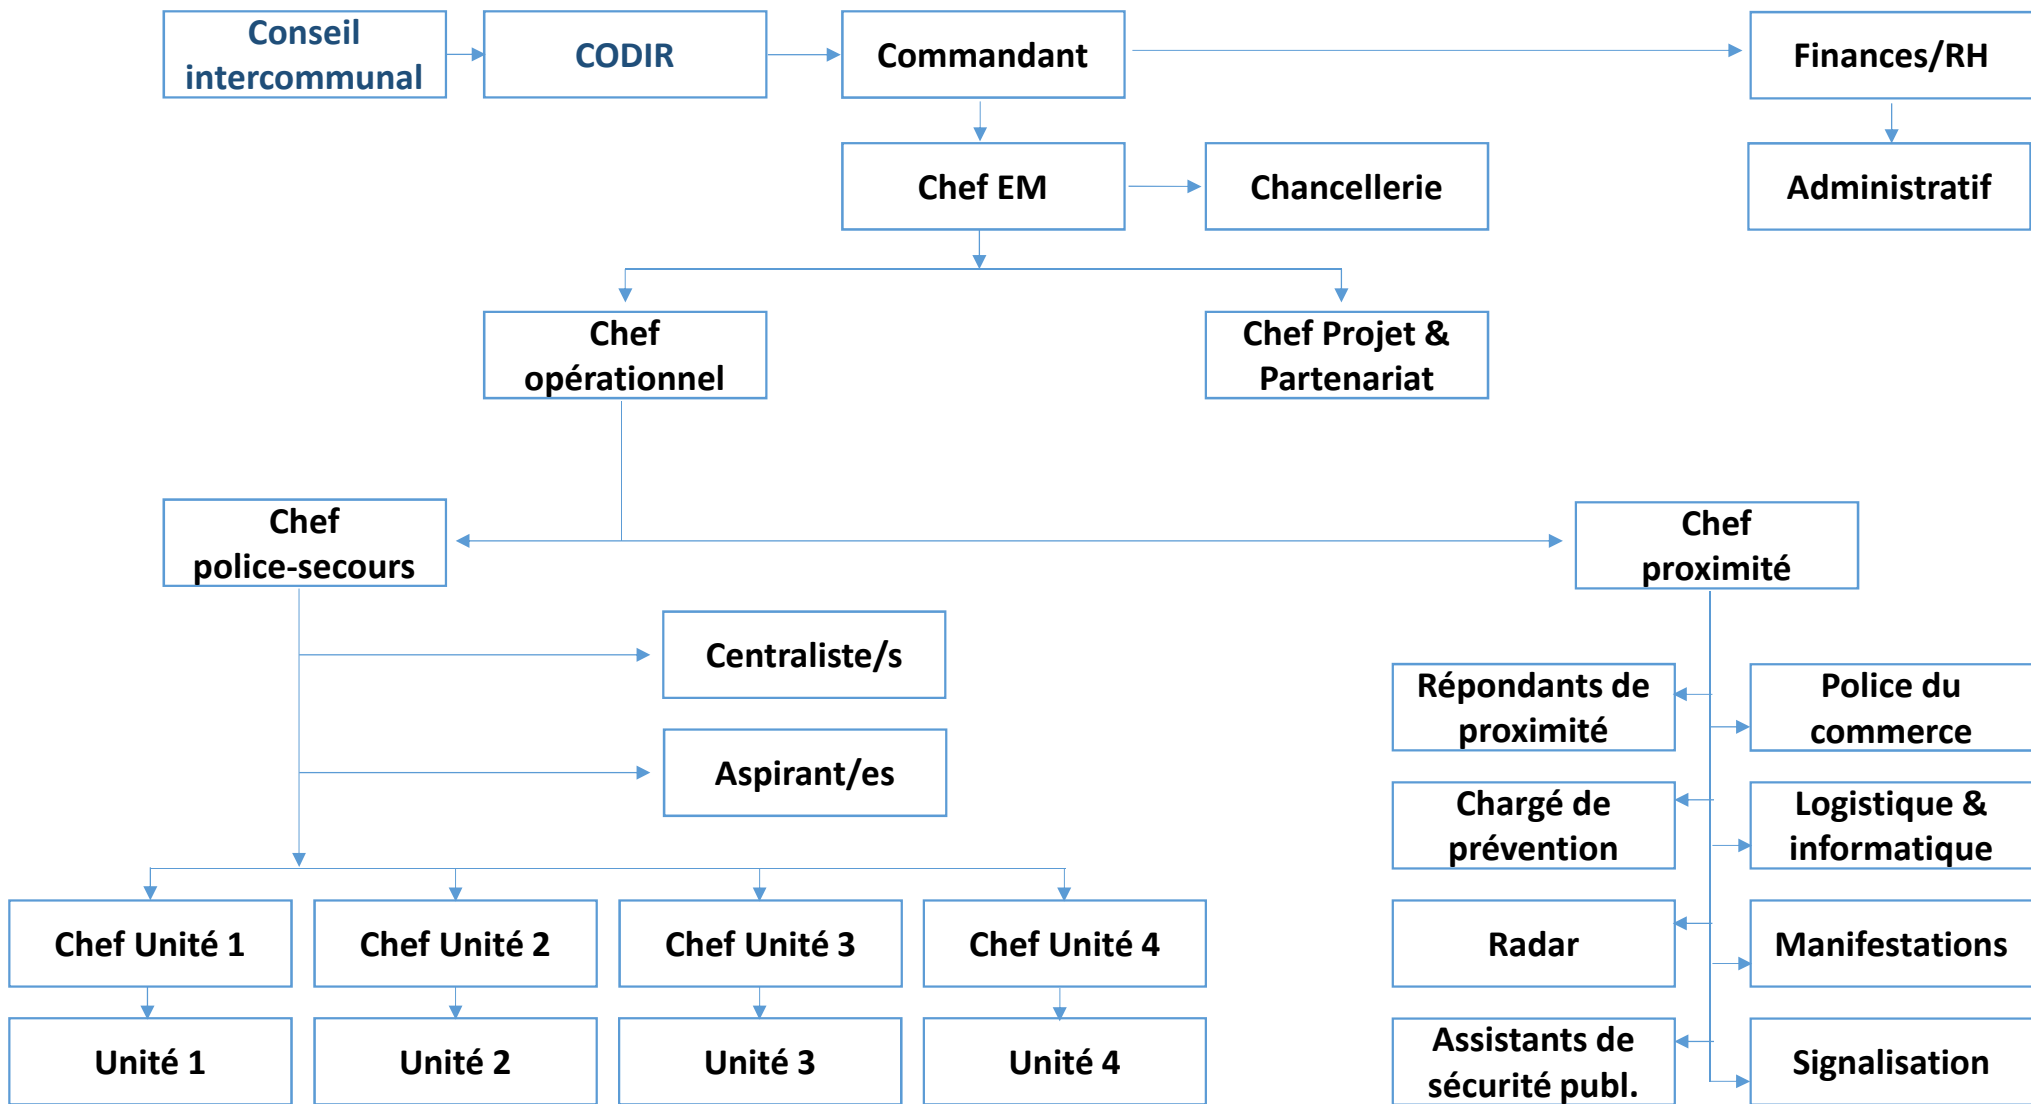 Conseil
intercommunal
CODIR
Commandant
Finances/RH
Chef EM
Chancellerie
Administratif
Chef
opérationnel
Chef Projet &
Partenariat
Chef
police-secours
Chef
proximité
Centraliste/s
Aspirant/es
Répondants de
proximité
Police du
commerce
Chargé de
prévention
Logistique &
informatique
Radar
Manifestations
Assistants de
sécurité publ.
Signalisation
Chef Unité 1
Chef Unité 2
Chef Unité 3
Chef Unité 4
Unité 1
Unité 2
Unité 3
Unité 4